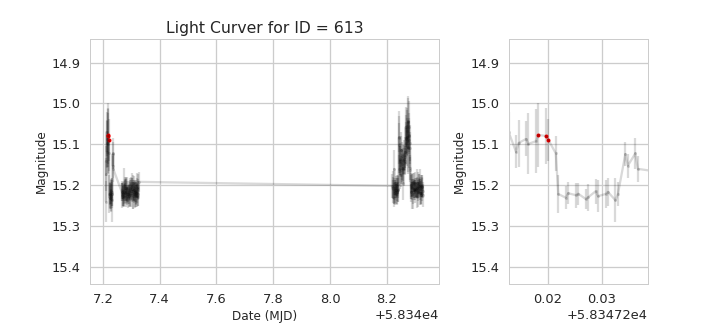 Light Curver for ID = 613
14.9
15.0
15.1
15.2
15.3
15.4
Magnitude
7.2 7.4 7.6 7.8 8.0 8.2
Date (MJD)
+5.834e4
14.9
15.0
15.1
15.2
15.3
15.4
Magnitude
0.02 0.03
+5.83472e4